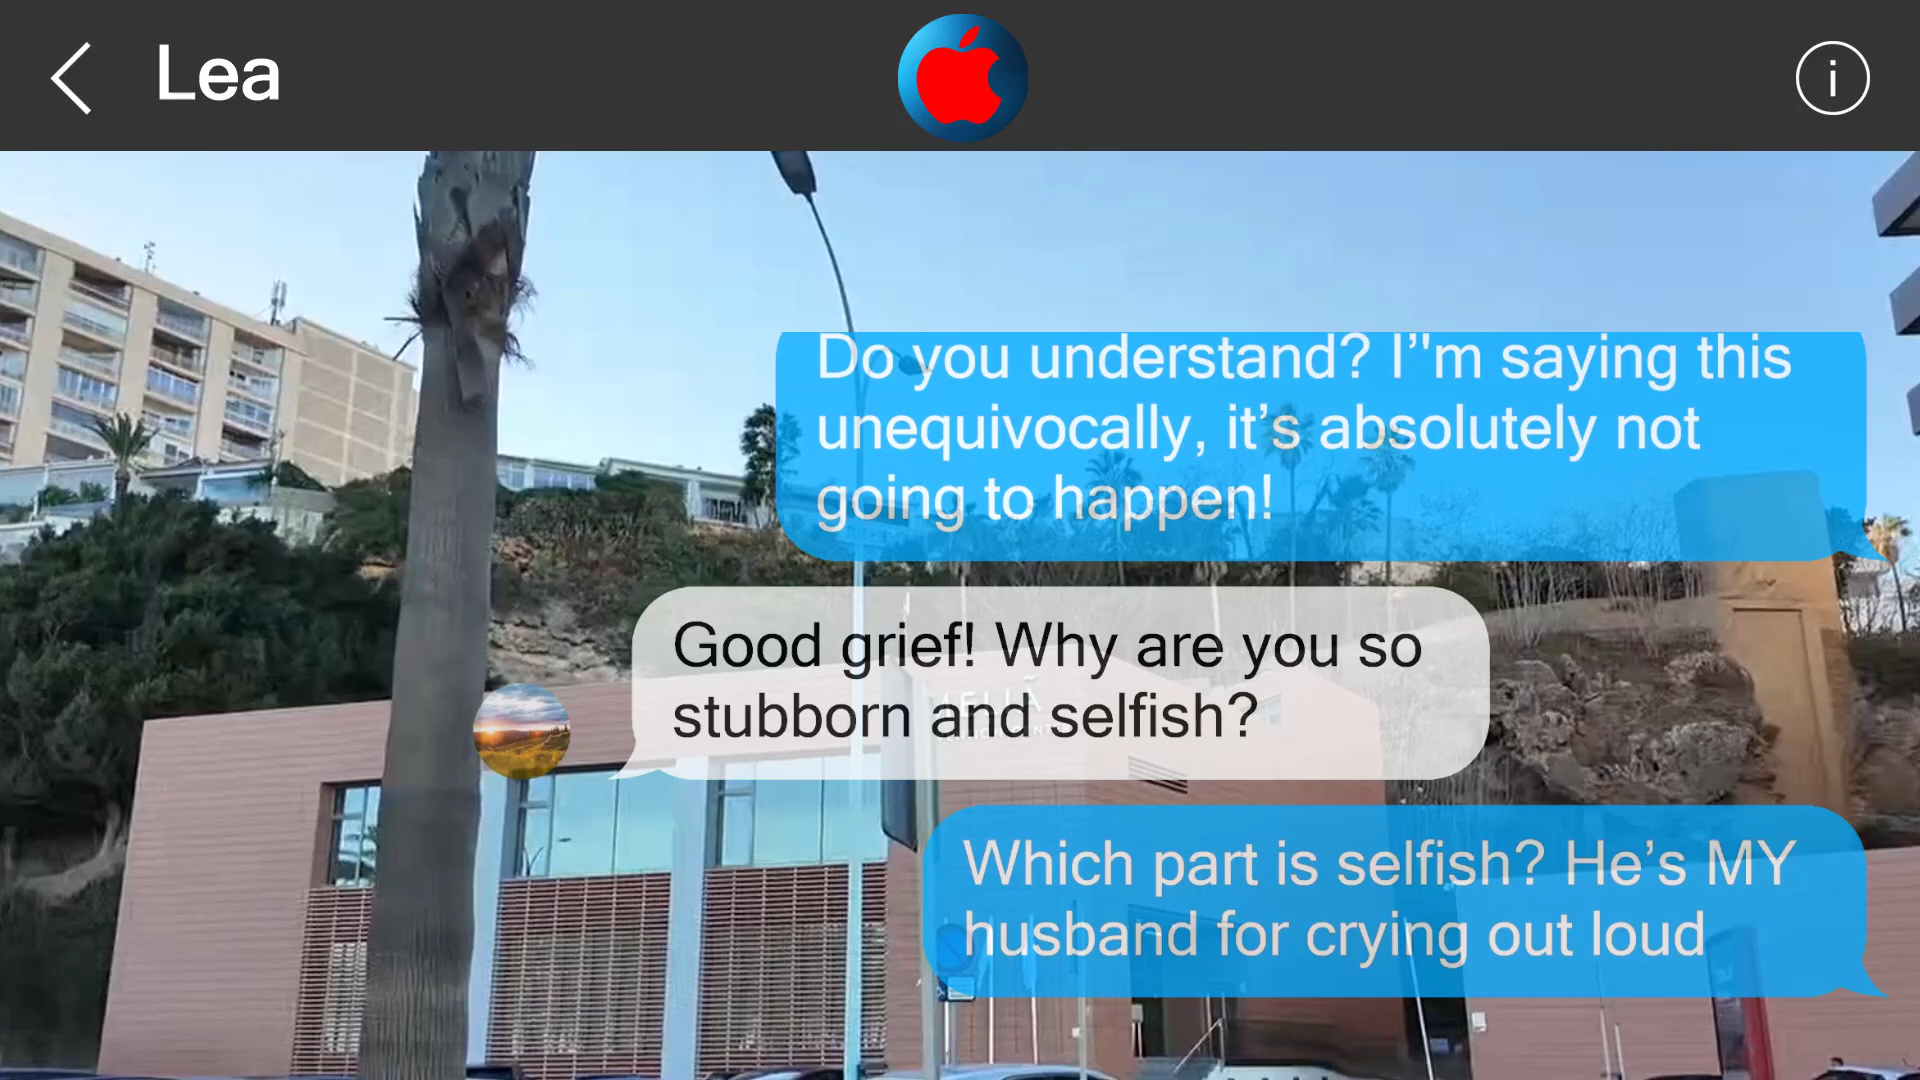 Lea
Do you understand? I’'m saying this
unequivocally, it’s absolutely not
going to happen!
Good grief! Why are you so
stubborn and selfish?
Which part is selfish? He’s MY
husband for crying out loud